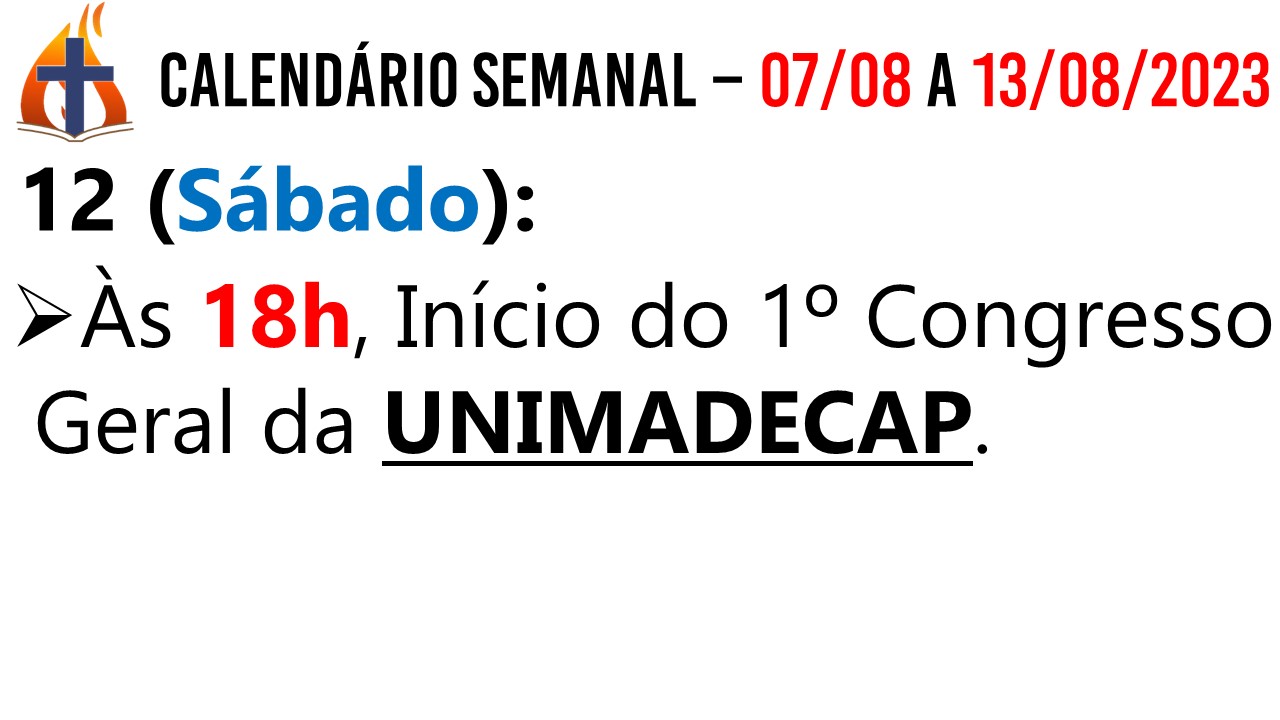 CALENDÁRIO SEMANAL – 07/08 A 13/08/2023
12 (Sábado):
➢Às 18h, Início do 1º Congresso
Geral da UNIMADECAP.